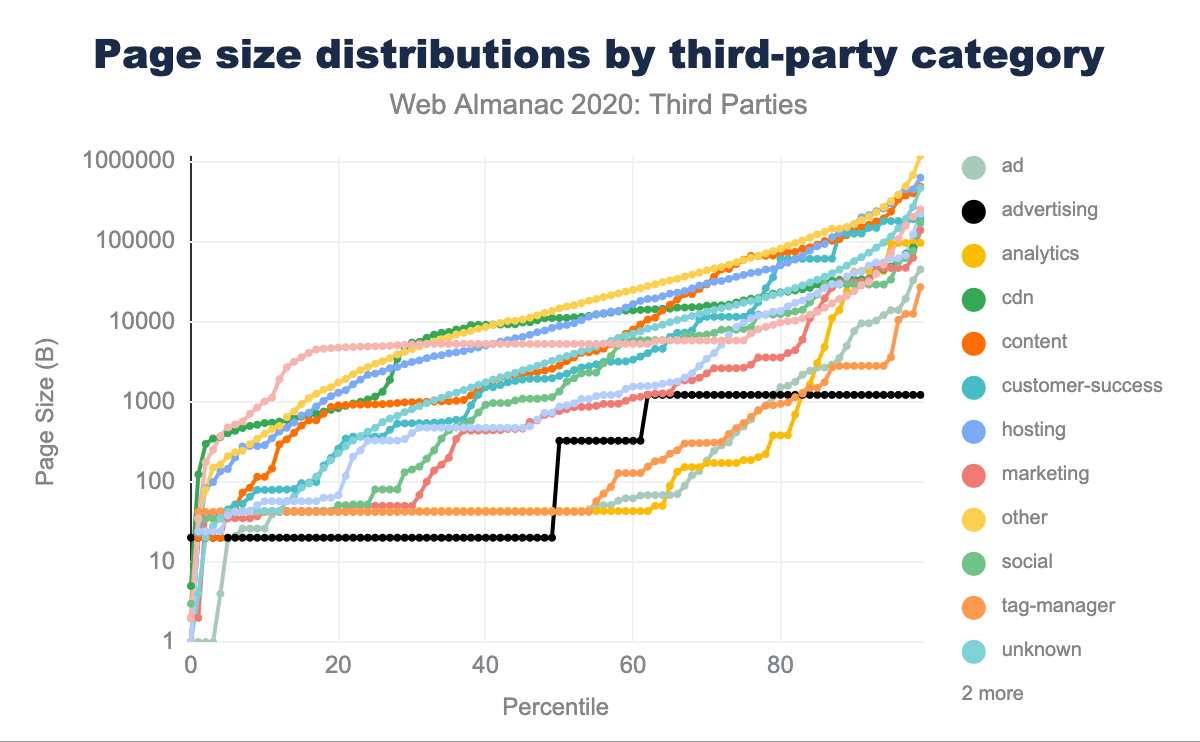 Page size distributions by third-party category
Web Almanac 2020: Third Parties
Page Size (B)
1000000
100000
10000
1000
100
10
1
0
20
40
60
80
Percentile
ad
advertising
analytics
cdn
content
customer-success
hosting
marketing
other
social
tag-manager
unknown
2 more